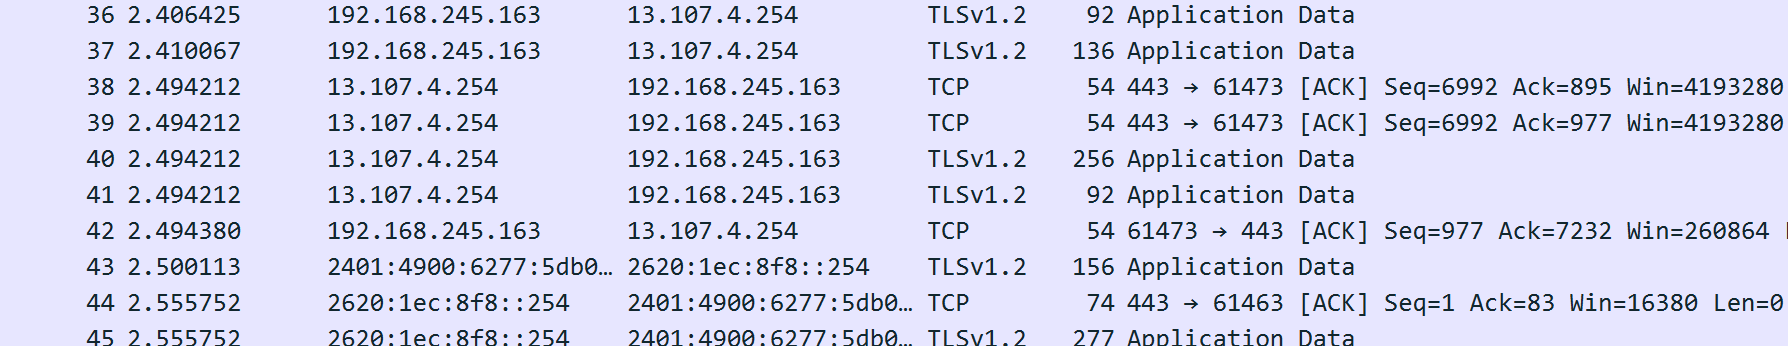 36 2.406425 192.168.245.163 13.107.4.254 TLSv1.2 92 Application Data
37 2.410067 192.168.245.163 13.107.4.254 TLSv1.2 136 Application Data
38 2.494212 13.107.4.254 192.168.245.163 TCP 54 443 → 61473 [ACK] Seq=6992 Ack=895 Win=4193280
39 2.494212 13.107.4.254 192.168.245.163 TCP 54 443 → 61473 [ACK] Seq=6992 Ack=977 Win=4193280
40 2.494212 13.107.4.254 192.168.245.163 TLSv1.2 256 Application Data
41 2.494212 13.107.4.254 192.168.245.163 TLSv1.2 92 Application Data
42 2.494380 192.168.245.163 13.107.4.254 TCP 54 61473 → 443 [ACK] Seq=977 Ack=7232 Win=260864
43 2.500113 2401:4900:6277:5db0… 2620:1ec:8f8::254 TLSv1.2 156 Application Data
44 2.555752 2620:1ec:8f8::254 2401:4900:6277:5db0… TCP 74 443 → 61463 [ACK] Seq=1 Ack=83 Win=16380 Len=0
45 2.555752 2620:1ec:8f8::254 2401:4900:6277:5db0… TLSv1.2 277 Application Data